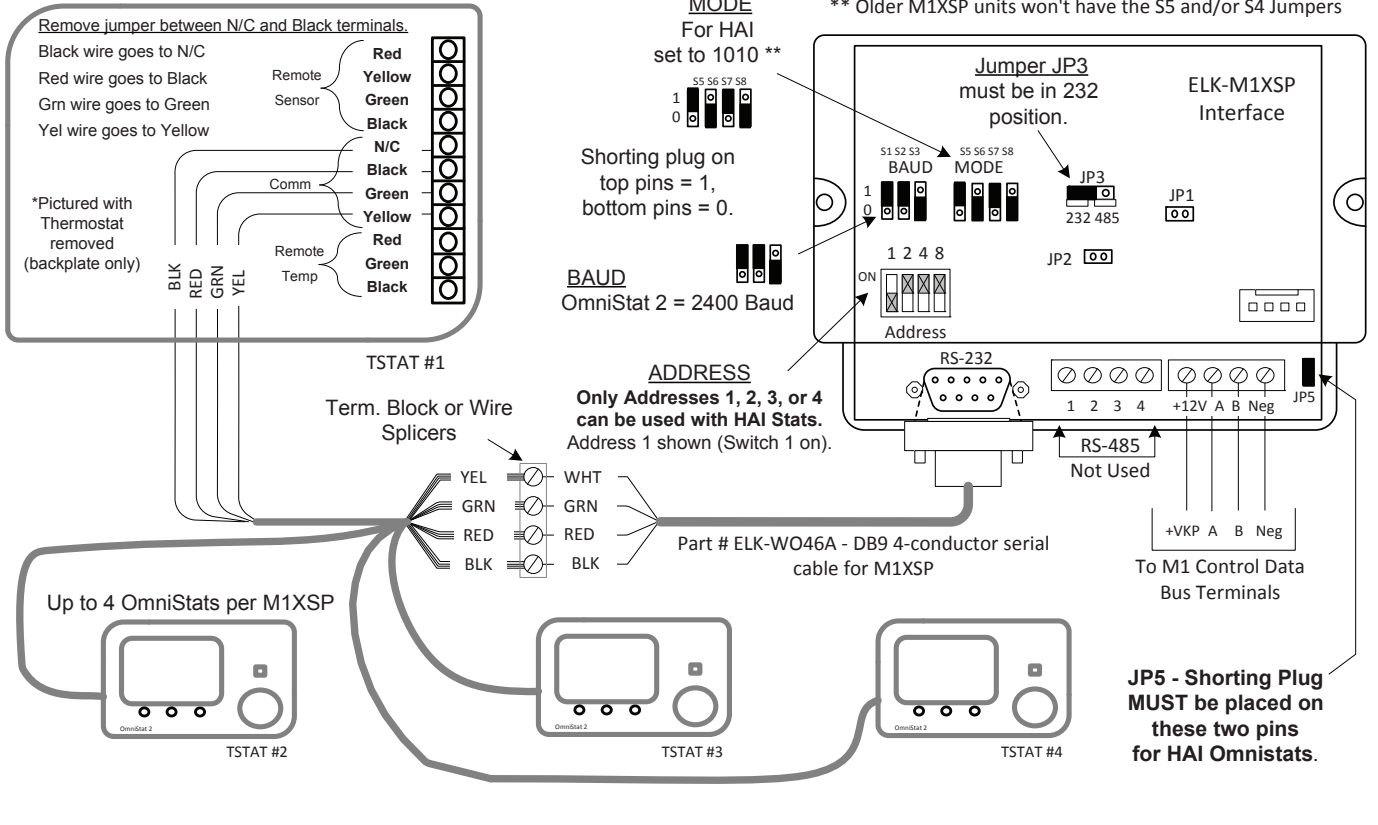 Remove jumper between N/C and Black terminals.
Black wire goes to N/C
Red wire goes to Black
Grn wire goes to Green
Yel wire goes to Yellow
*Pictured with
Thermostat
removed
(backplate only)
Remote
Sensor
Red
Yellow
Green
Black
Comm
N/C
Black
Green
Yellow
Remote
Temp
Red
Green
Black
BLK
RED
GRN
YEL
TSTAT #1
MODE
For HAI
set to 1010 **
S5 S6 S7 S8
1
0
Shorting plug on
top pins = 1,
bottom pins = 0.
BAUD
OmniStat 2 = 2400 Baud
ADDRESS
Only Addresses 1, 2, 3, or 4
can be used with HAI Stats.
Address 1 shown (Switch 1 on).
** Older M1XSP units won't have the S5 and/or S4 Jumpers
Jumper JP3
must be in 232
position.
ELK-M1XSP
Interface
S1 S2 S3
BAUD
S5 S6 S7 S8
MODE
1
0
JP3
232 485
JP1
JP2
1 2 4 8
ON
Address
RS-232
1 2 3 4
+12V A B Neg
JP5
RS-485
Not Used
+VKP A B Neg
To M1 Control Data
Bus Terminals
Term. Block or Wire
Splicers
YEL WHT
GRN GRN
RED RED
BLK BLK
Part # ELK-WO46A - DB9 4-conductor serial
cable for M1XSP
Up to 4 OmniStats per M1XSP
OmniStat 2
TSTAT #2
OmniStat 2
TSTAT #3
OmniStat 2
TSTAT #4
JP5 - Shorting Plug
MUST be placed on
these two pins
for HAI Omnistats.